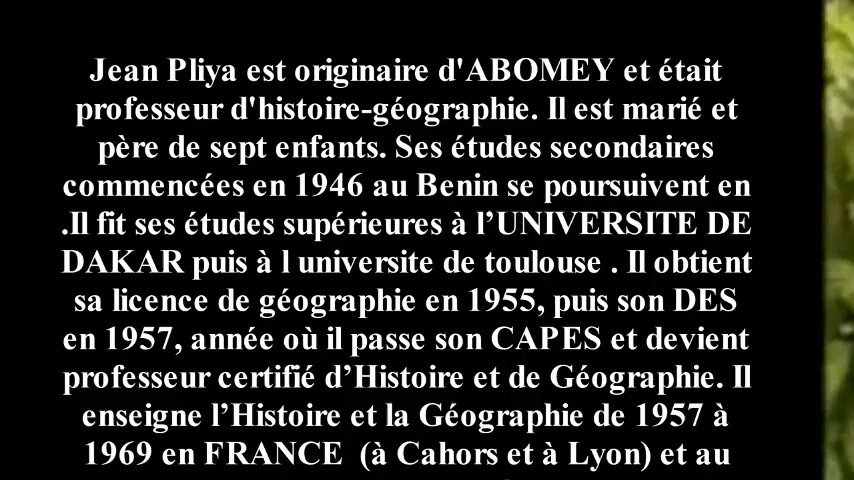 Jean Pliya est originaire d'ABOMEY et était
professeur d'histoire-géographie. Il est marié et
père de sept enfants. Ses études secondaires
commencées en 1946 au Benin se poursuivent en
.Il fit ses études supérieures à l’UNIVERSITE DE
DAKAR puis à l universite de toulouse . Il obtient
sa licence de géographie en 1955, puis son DES
en 1957, année où il passe son CAPES et devient
professeur certifié d’Histoire et de Géographie. Il
enseigne l’Histoire et la Géographie de 1957 à
1969 en FRANCE (à Cahors et à Lyon) et au